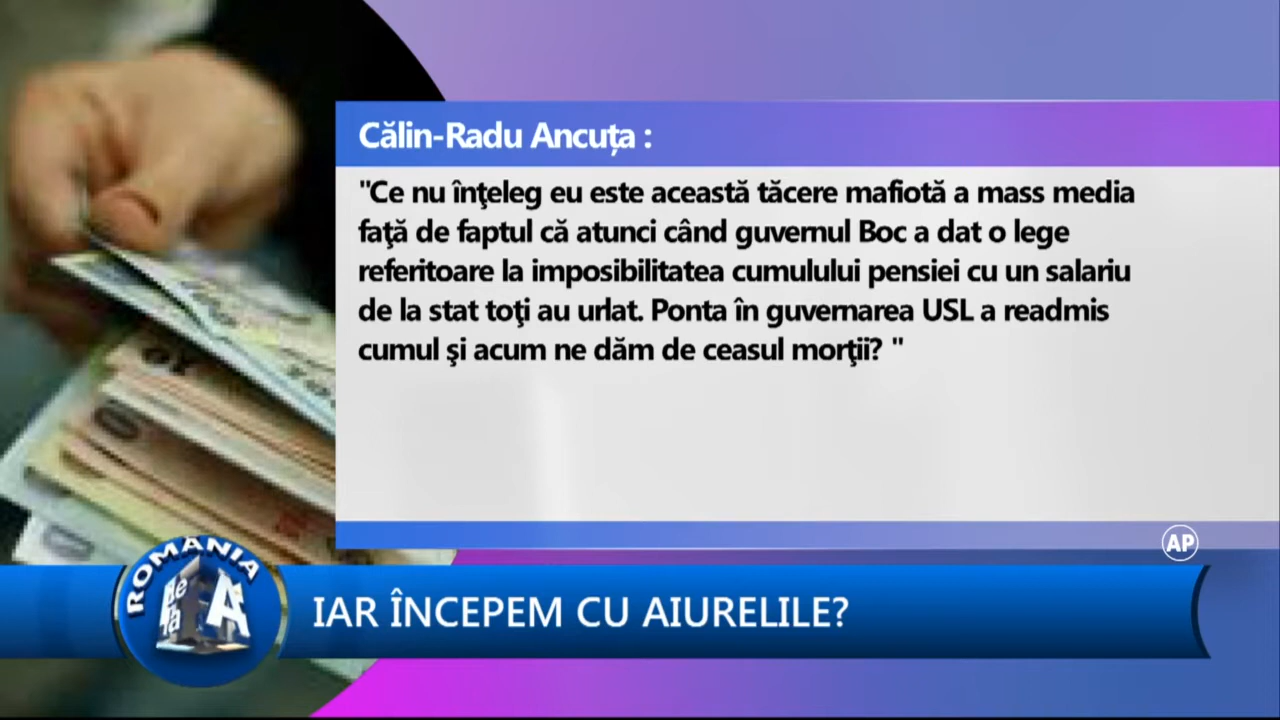 Călin-Radu Ancuța :
"Ce nu înţeleg eu este această tăcere mafiotă a mass media
faţă de faptul că atunci când guvernul Boc a dat o lege
referitoare la imposibilitatea cumulului pensiei cu un salariu
de la stat toţi au urlat. Ponta în guvernarea USL a readmis
cumul şi acum ne dăm de ceasul morţii? "
AP
ROMANIA
de la
A
IAR ÎNCEPEM CU AIURELILE?